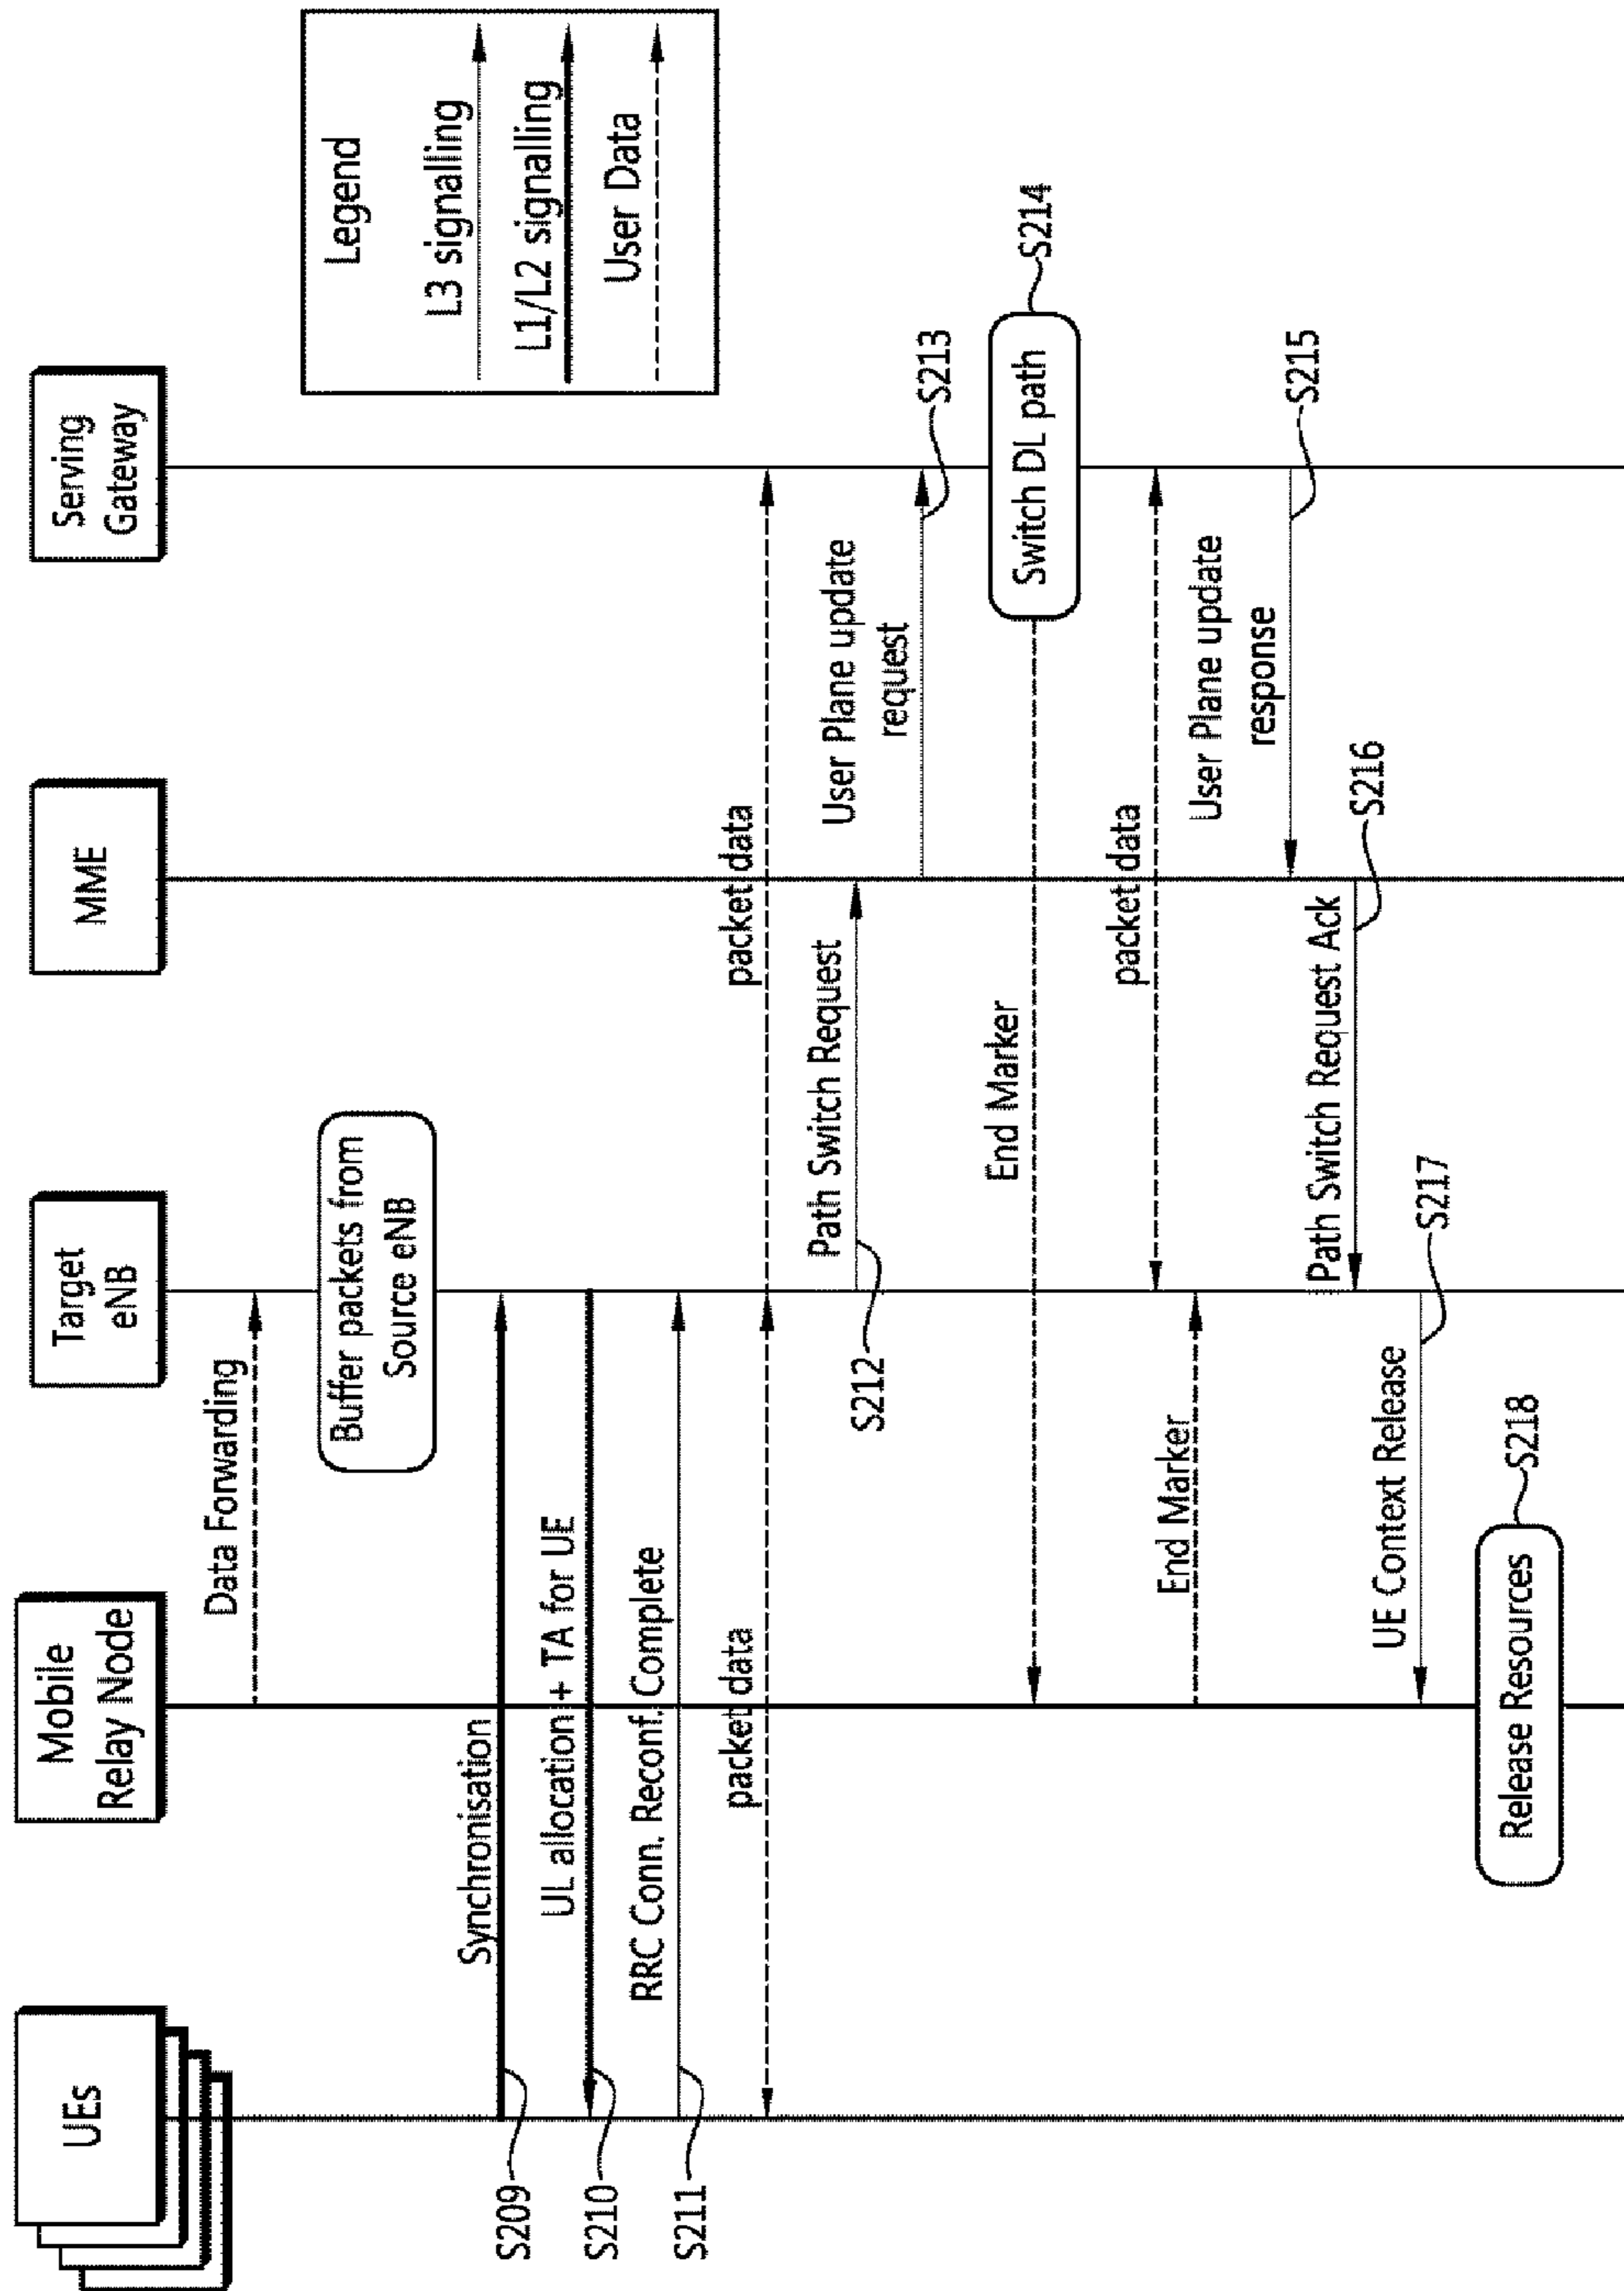 UEs
Mobile
Relay Node
Target
eNB
MME
Serving
Gateway
Legend
L3 signalling
L1/L2 signalling
User Data
Data Forwarding
Buffer packets from
Source eNB
Synchronisation
S209
UL allocation + TA for UE
S210
RRC Conn. Reconf. Complete
S211
packet data
packet data
Path Switch Request
S212
User Plane update
request
S213
Switch DL path
S214
End Marker
packet data
End Marker
User Plane update
response
S215
Path Switch Request Ack
S216
UE Context Release
S217
Release Resources
S218